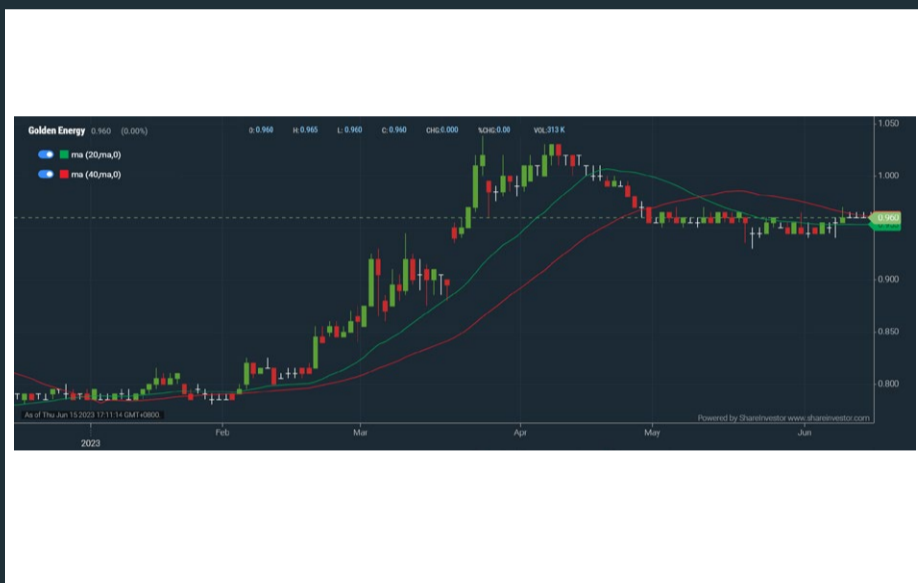 Golden Energy 0.960 (0.00%) O: 0.960 H: 0.965 L: 0.960 C: 0.960 CHG:0.000 %CHG:0.00 VOL:313 K
ma (20,ma,0)
ma (40,ma,0)
1.050
1.000
0.960
0.900
0.850
0.800
As of Thu Jun 15 2023 17:11:14 GMT+0800
Powered by ShareInvestor www.shareinvestor.com
Feb Mar Apr May Jun
2023